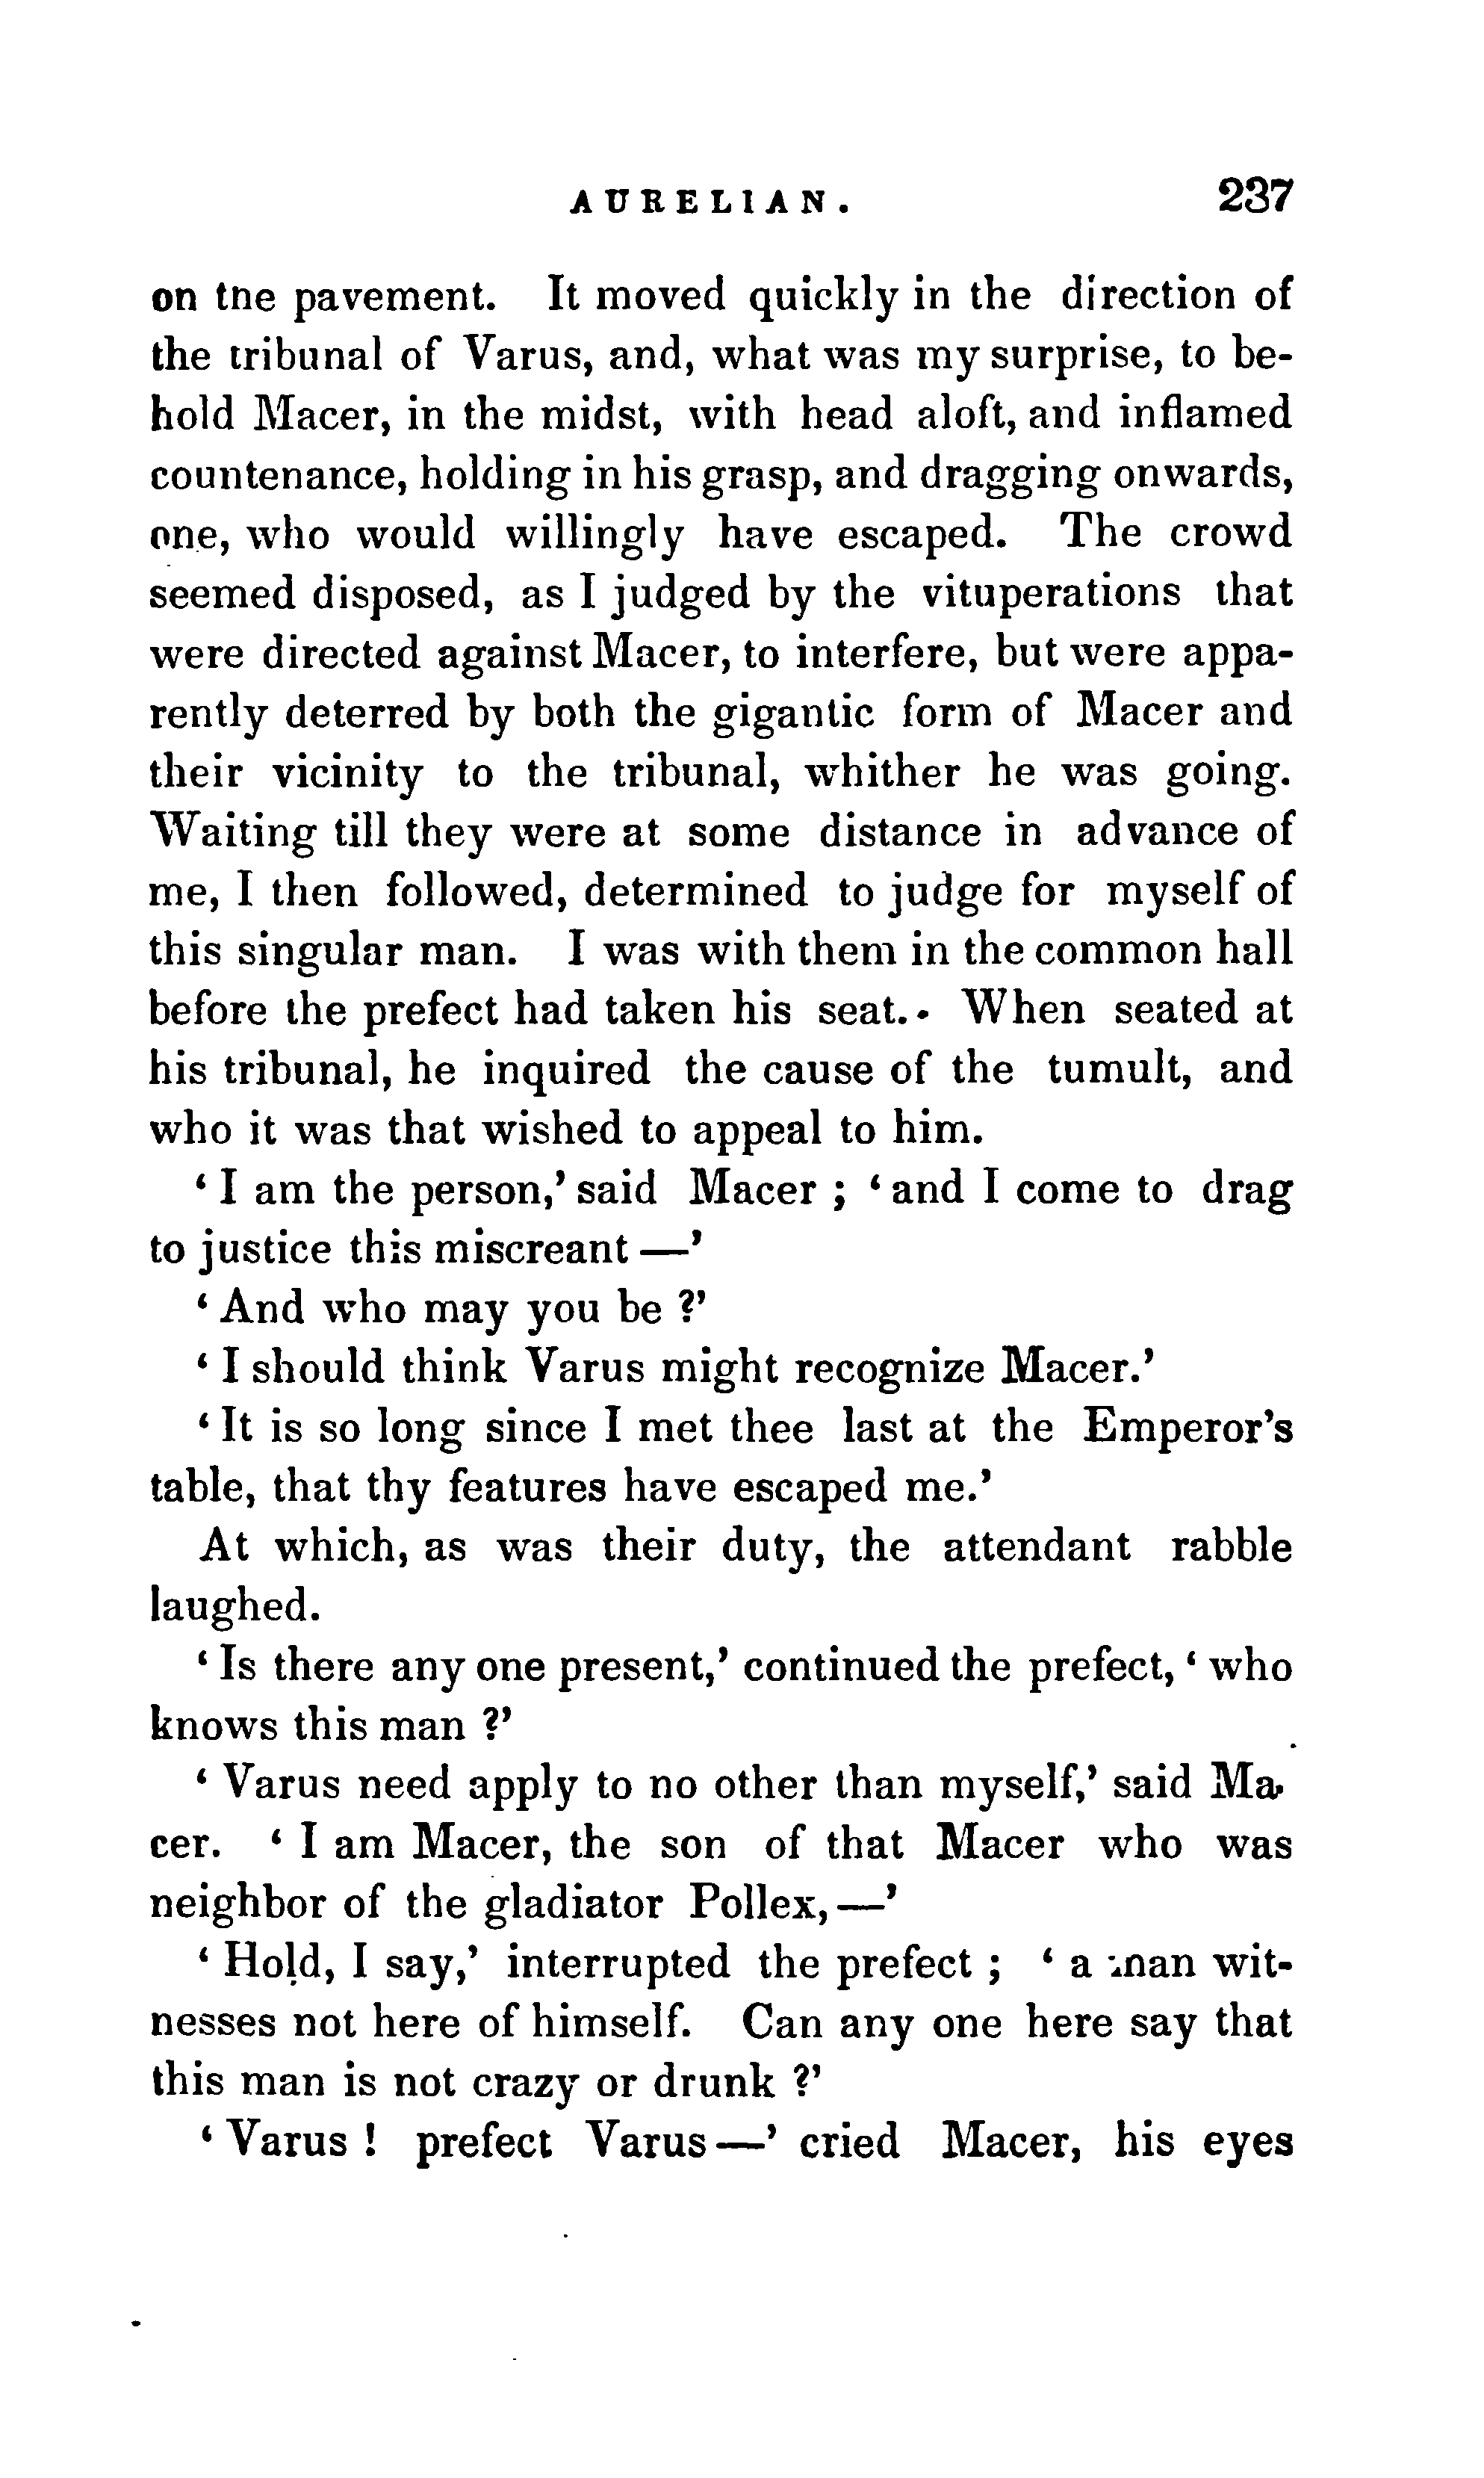 AURELIAN. 237
on the pavement. It moved quickly in the direction of
the tribunal of Varus, and, what was my surprise, to be-
hold Macer, in the midst, with head aloft, and inflamed
countenance, holding in his grasp, and dragging onwards,
one, who would willingly have escaped. The crowd
seemed disposed, as I judged by the vituperations that
were directed against Macer, to interfere, but were appa-
rently deterred by both the gigantic form of Macer and
their vicinity to the tribunal, whither he was going.
Waiting till they were at some distance in advance of
me, I then followed, determined to judge for myself of
this singular man. I was with them in the common hall
before the prefect had taken his seat. When seated at
his tribunal, he inquired the cause of the tumult, and
who it was that wished to appeal to him.
‘ I am the person,’ said Macer ; ‘ and I come to drag
to justice this miscreant —’
‘ And who may you be ?’
‘ I should think Varus might recognize Macer.’
‘ It is so long since I met thee last at the Emperor’s
table, that thy features have escaped me.’
At which, as was their duty, the attendant rabble
laughed.
‘ Is there any one present,’ continued the prefect, ‘ who
knows this man ?’
‘ Varus need apply to no other than myself,’ said Ma-
cer. ‘ I am Macer, the son of that Macer who was
neighbor of the gladiator Pollex,—’
‘ Hold, I say,’ interrupted the prefect ; ‘ a man wit-
nesses not here of himself. Can any one here say that
this man is not crazy or drunk ?’
‘ Varus ! prefect Varus —’ cried Macer, his eyes